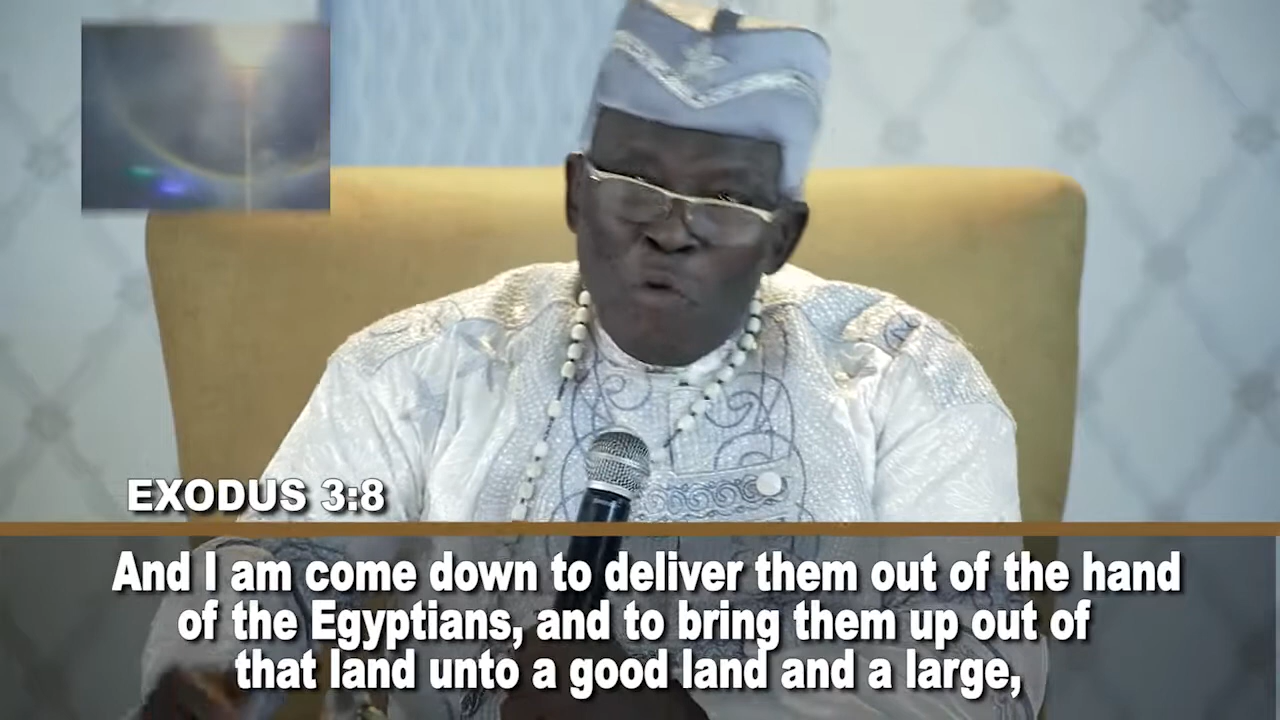 EXODUS 3:8
And I am come down to deliver them out of the hand
of the Egyptians, and to bring them up out of
that land unto a good land and a large,